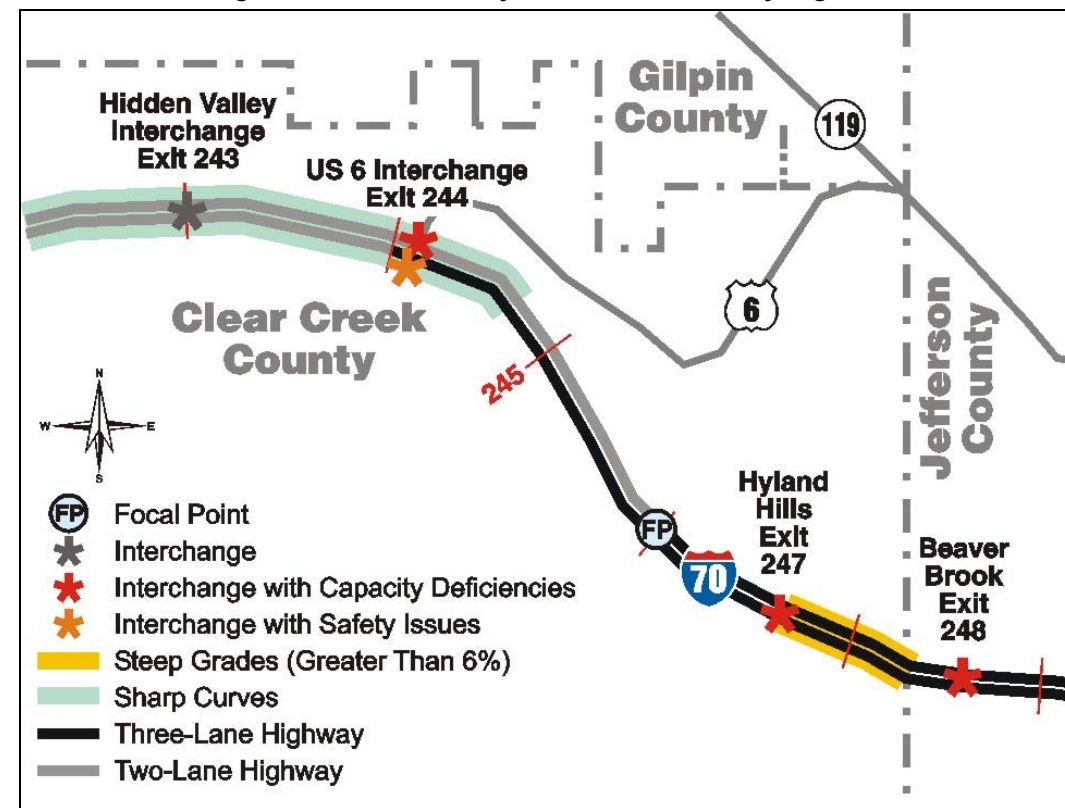 Hidden Valley
Interchange
Exit 243
US 6 Interchange
Exit 244
Gilpin
County
119
6
Clear Creek
County
245
Jefferson
County
N
W
E
S
FP
70
Hyland
Hills
Exit
247
Beaver
Brook
Exit
248
FP Focal Point
Interchange
Interchange with Capacity Deficiencies
Interchange with Safety Issues
Steep Grades (Greater Than 6%)
Sharp Curves
Three-Lane Highway
Two-Lane Highway